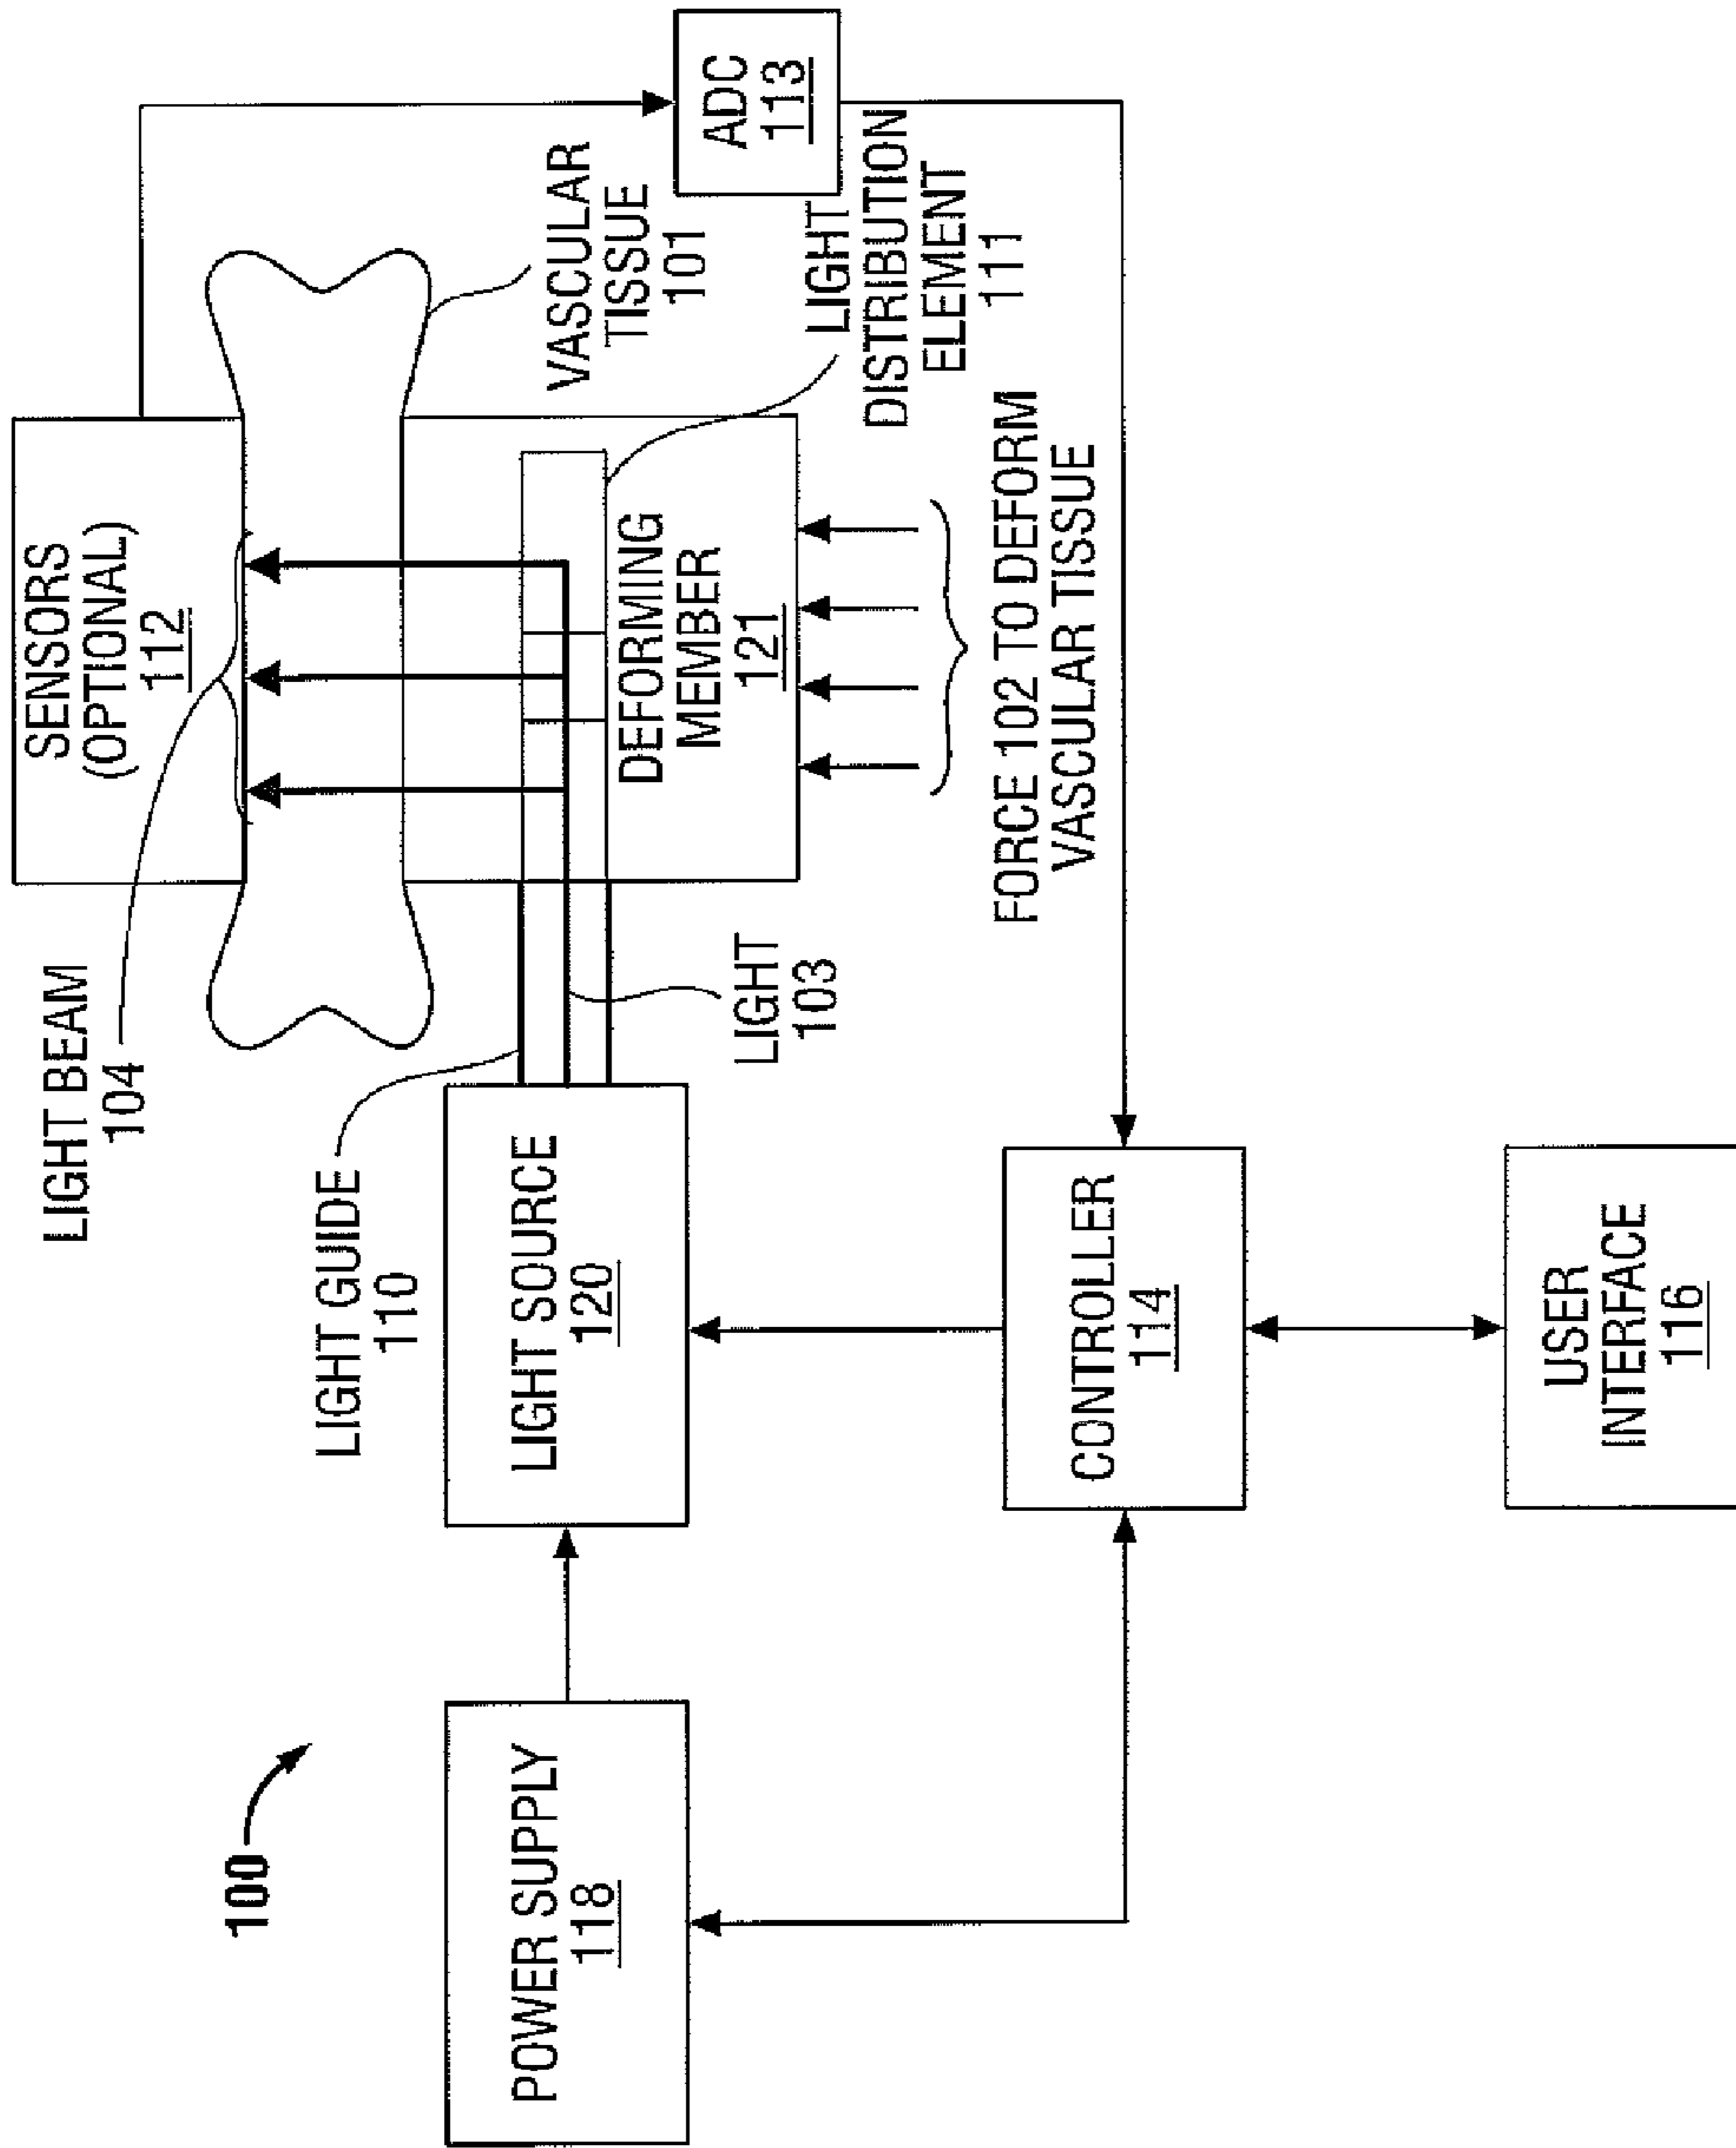 100
POWER SUPPLY
118
LIGHT SOURCE
120
LIGHT GUIDE
110
LIGHT BEAM
104
SENSORS
(OPTIONAL)
112
VASCULAR
TISSUE
101
ADC
113
LIGHT
DISTRIBUTION
ELEMENT
111
LIGHT
103
DEFORMING
MEMBER
121
FORCE 102 TO DEFORM
VASCULAR TISSUE
CONTROLLER
114
USER
INTERFACE
116